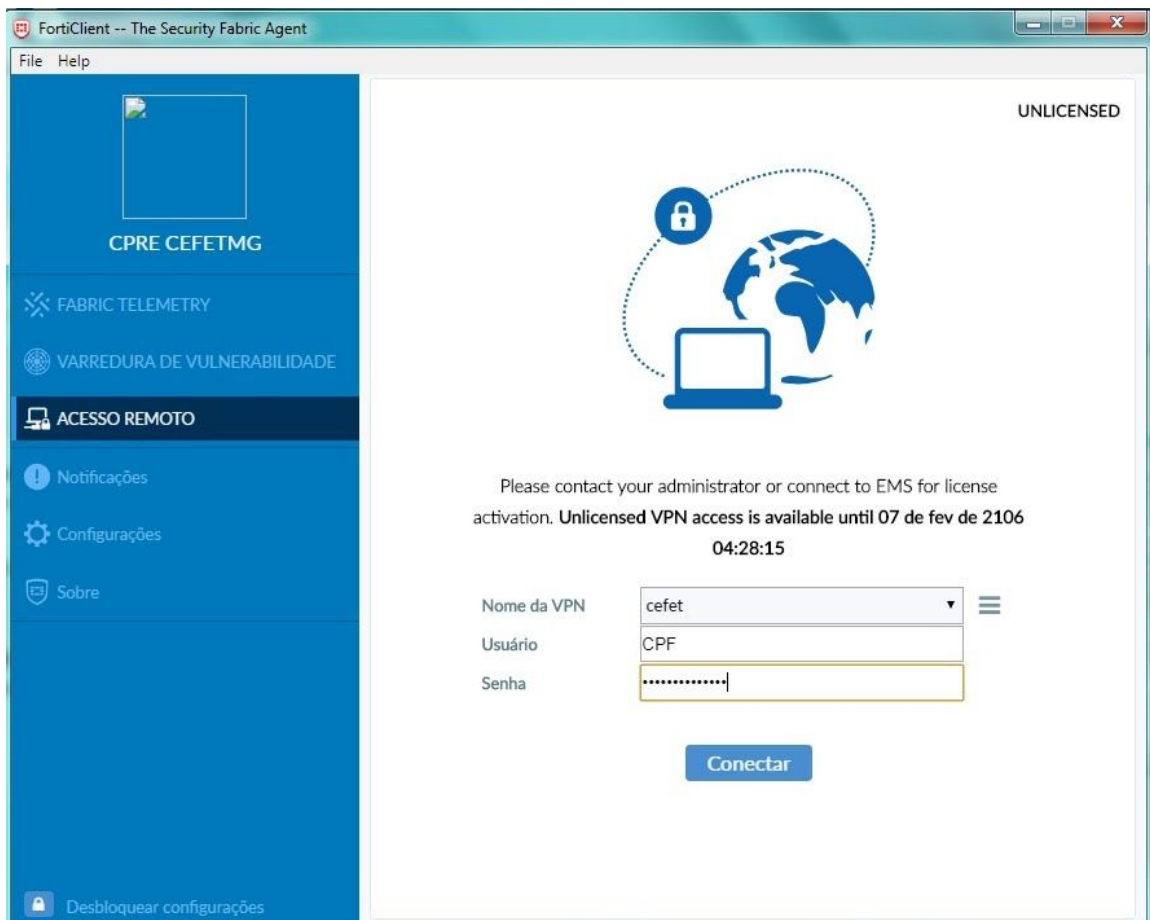 FortiClient -- The Security Fabric Agent
File Help
CPRE CEFETMG
FABRIC TELEMETRY
VARREDURA DE VULNERABILIDADE
ACESSO REMOTO
Notificações
Configurações
Sobre
Desbloquear configurações
UNLICENSED
Please contact your administrator or connect to EMS for license
activation. Unlicensed VPN access is available until 07 de fev de 2106
04:28:15
Nome da VPN cefet
Usuário CPF
Senha ••••••••••••••
Conectar